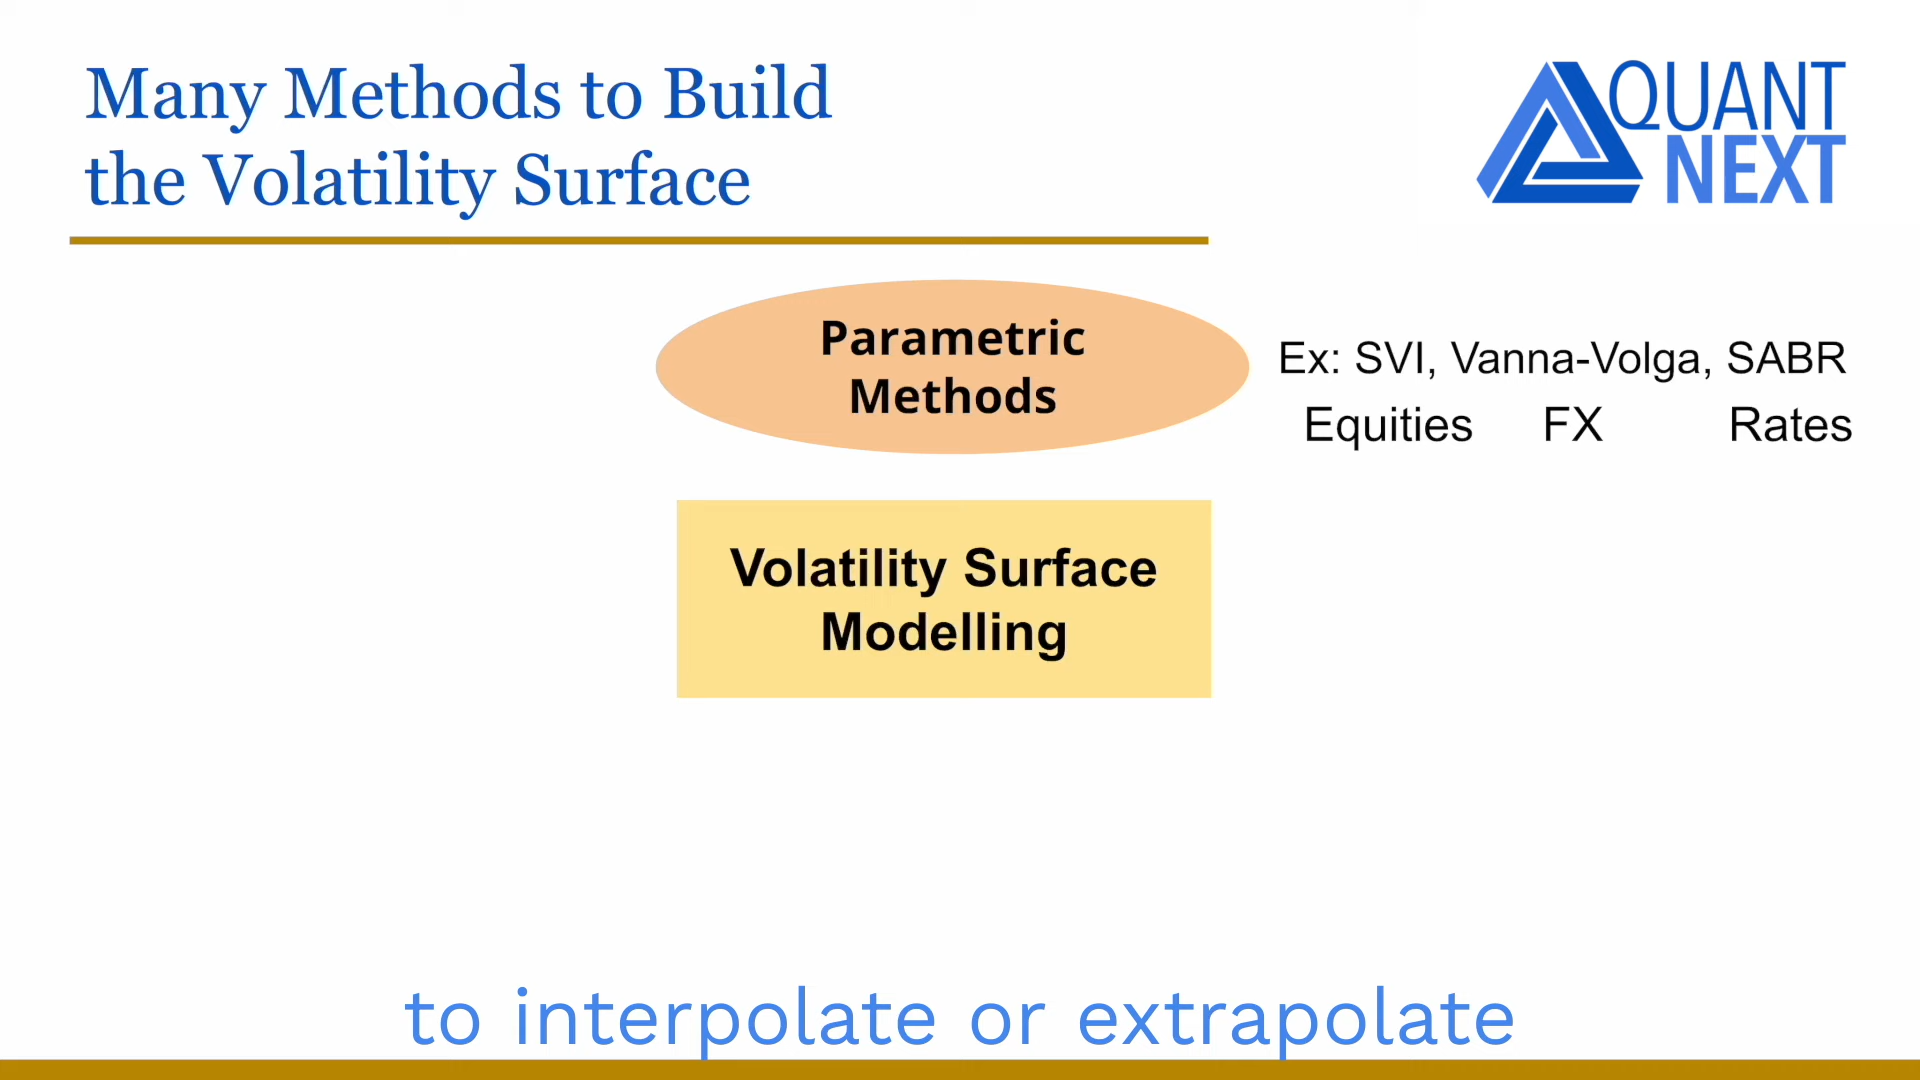 Many Methods to Build
the Volatility Surface
QUANT
NEXT
Parametric
Methods
Ex: SVI, Vanna-Volga, SABR
Equities FX Rates
Volatility Surface
Modelling
to interpolate or extrapolate